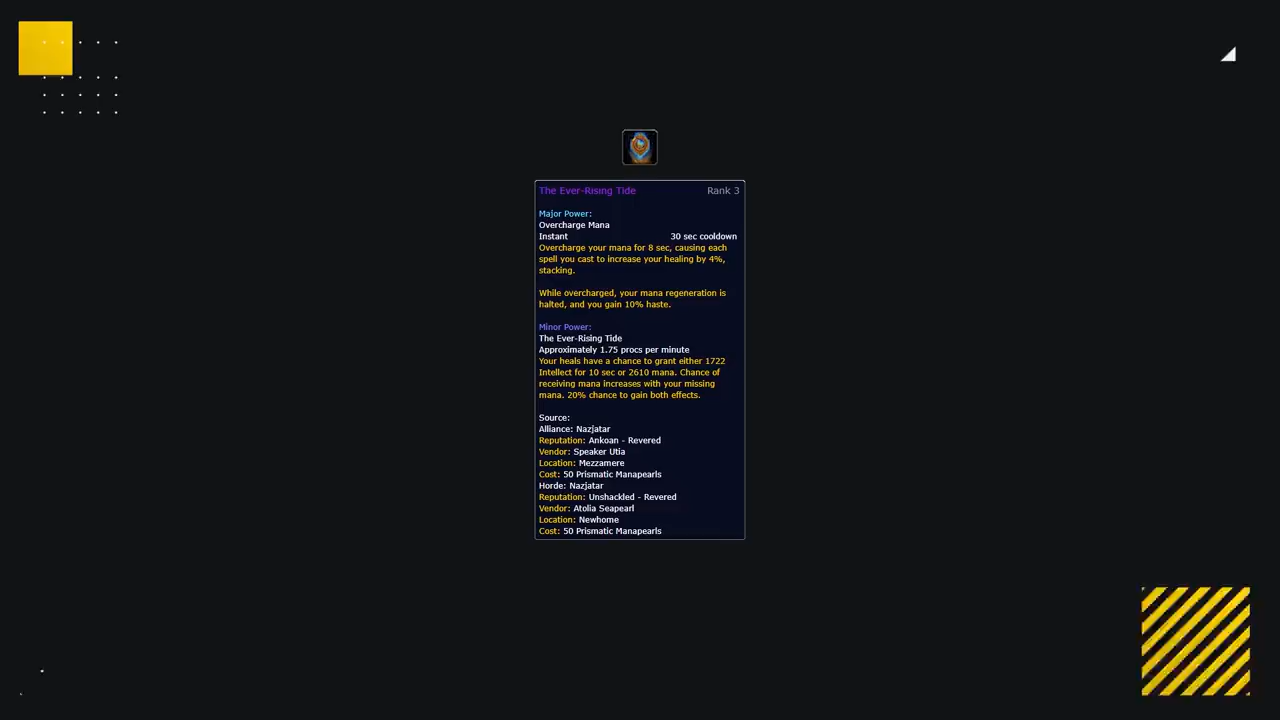 The Ever-Rising Tide Rank 3
Major Power:
Overcharge Mana
Instant 30 sec cooldown
Overcharge your mana for 8 sec, causing each
spell you cast to increase your healing by 4%,
stacking.
While overcharged, your mana regeneration is
halted, and you gain 10% haste.
Minor Power:
The Ever-Rising Tide
Approximately 1.75 procs per minute
Your heals have a chance to grant either 1722
Intellect for 10 sec or 2610 mana. Chance of
receiving mana increases with your missing
mana. 20% chance to gain both effects.
Source:
Alliance: Nazjatar
Reputation: Ankoan - Revered
Vendor: Speaker Utia
Location: Mezzamere
Cost: 50 Prismatic Manapearls
Horde: Nazjatar
Reputation: Unshackled - Revered
Vendor: Atolia Seapearl
Location: Newhome
Cost: 50 Prismatic Manapearls